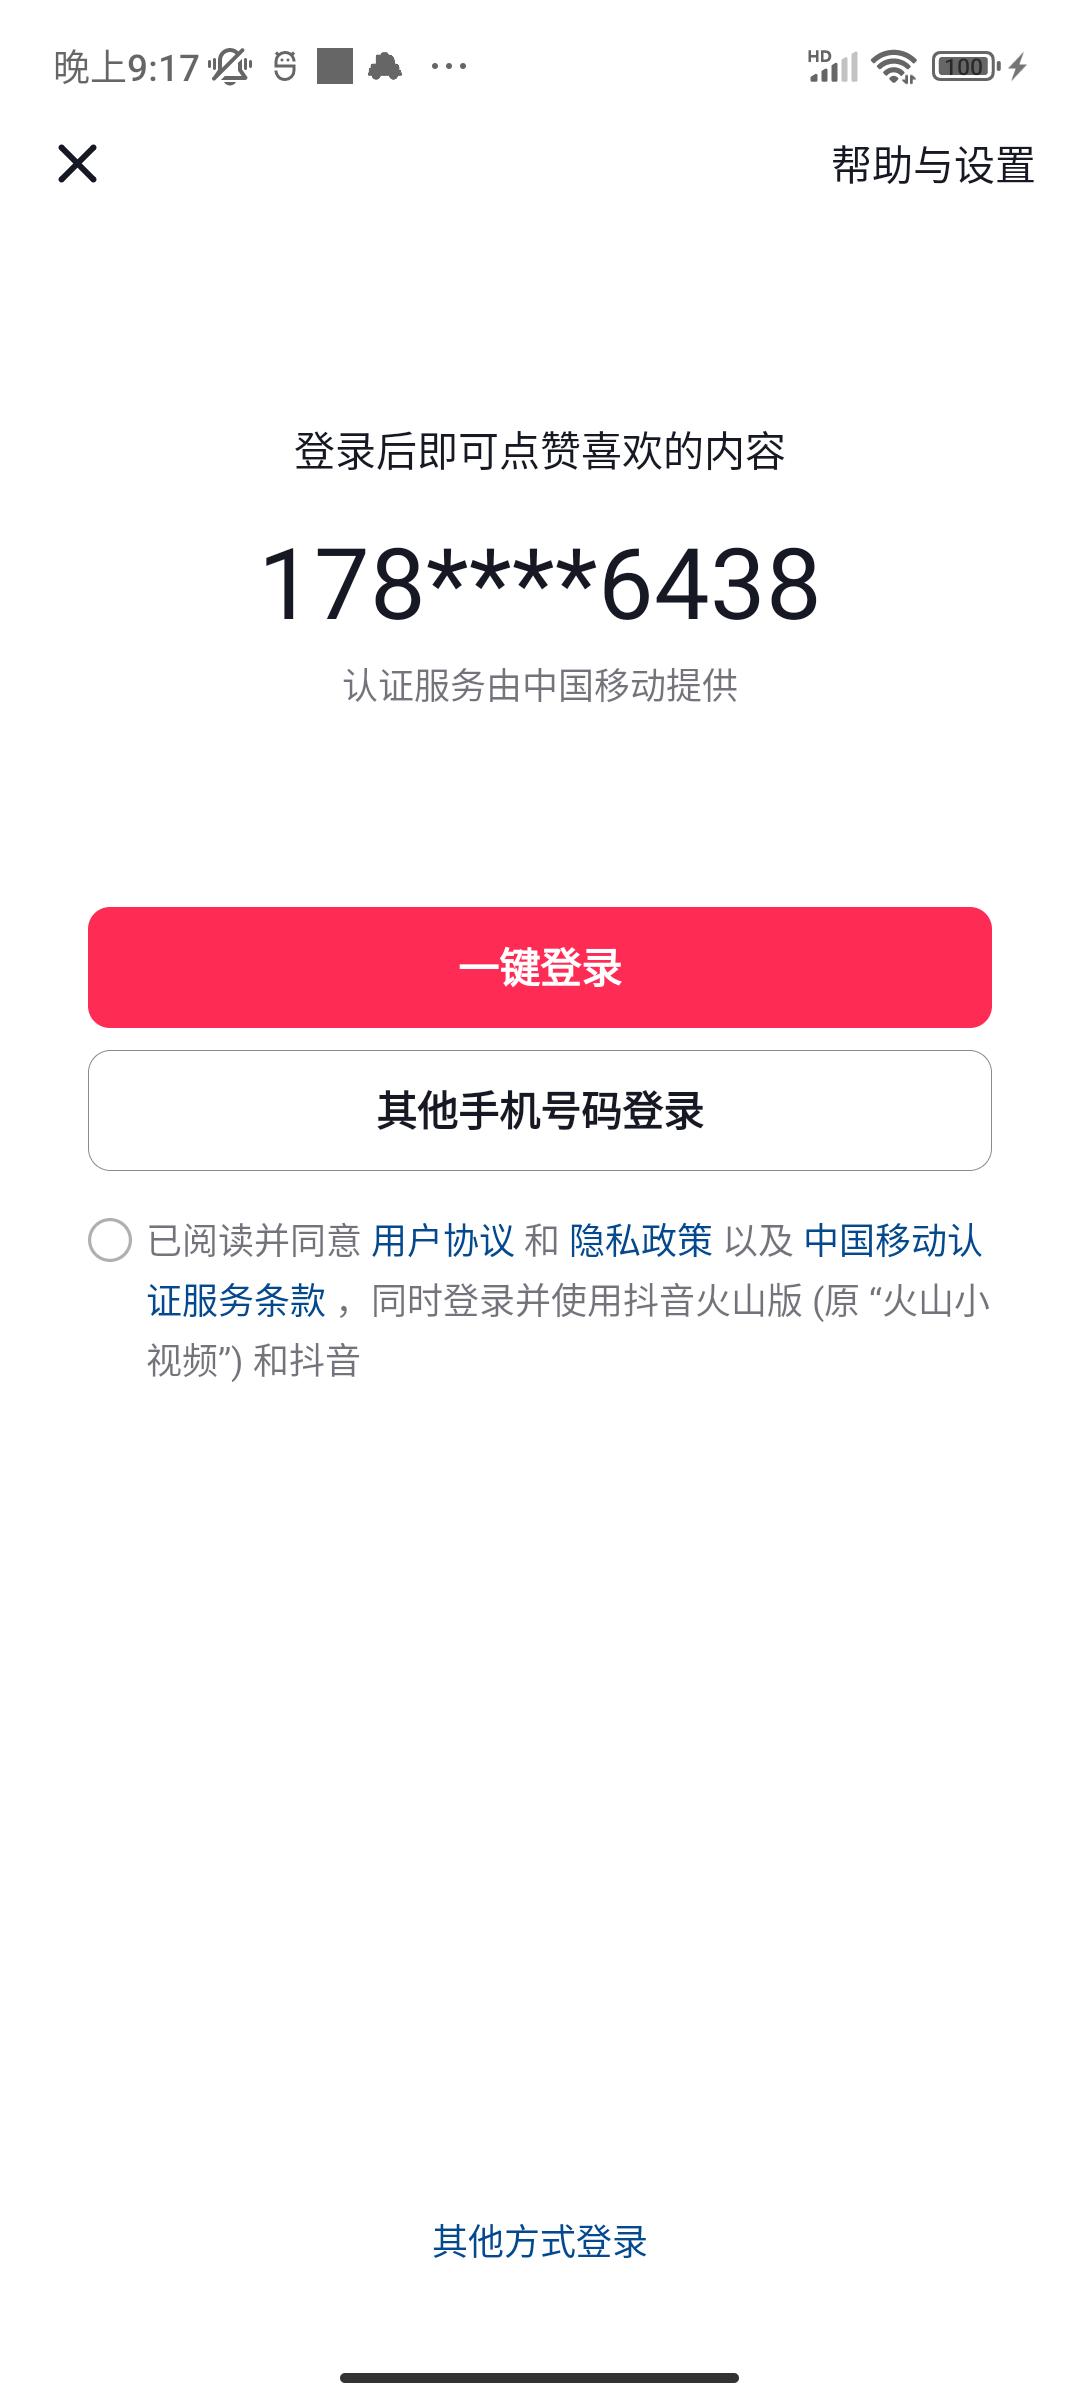 晚上9:17
HD
100
帮助与设置
登录后即可点赞喜欢的内容
178****6438
认证服务由中国移动提供
一键登录
其他手机号码登录
已阅读并同意 用户协议 和 隐私政策 以及 中国移动认
证服务条款 ，同时登录并使用抖音火山版 (原 “火山小
视频”) 和抖音
其他方式登录